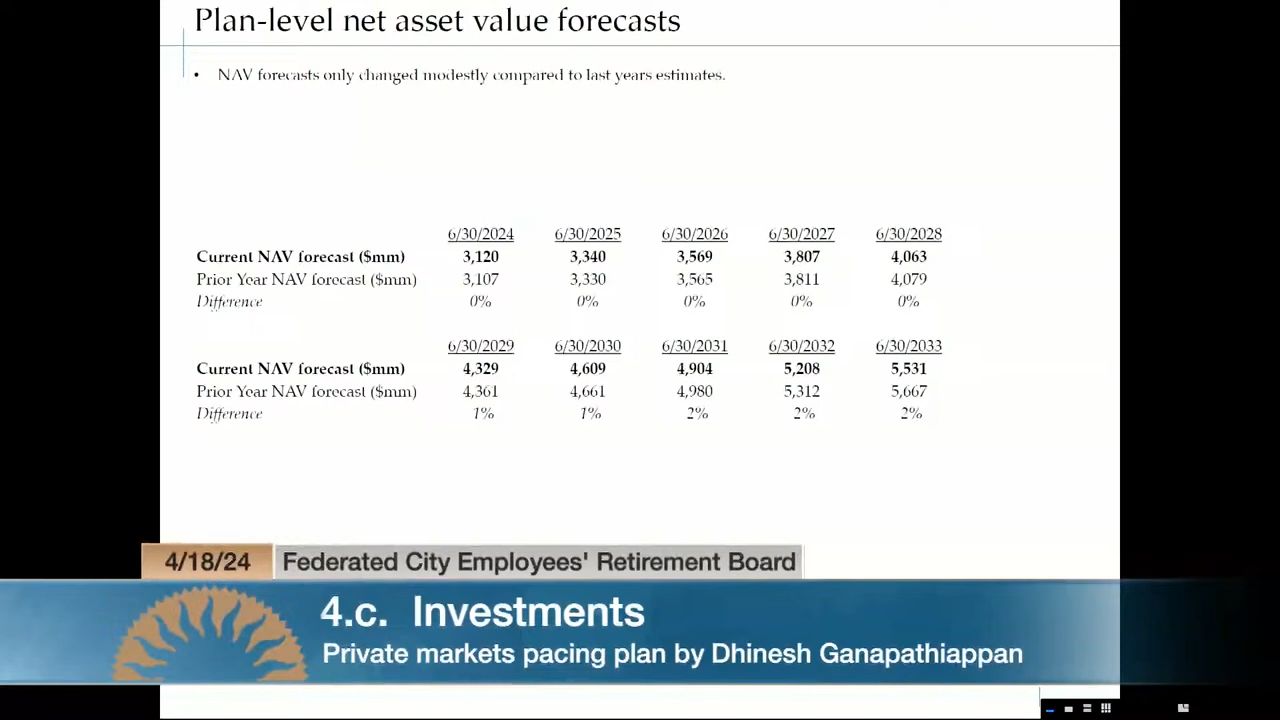 Plan-level net asset value forecasts
• NAV forecasts only changed modestly compared to last years estimates.
6/30/2024 6/30/2025 6/30/2026 6/30/2027 6/30/2028
Current NAV forecast ($mm) 3,120 3,340 3,569 3,807 4,063
Prior Year NAV forecast ($mm) 3,107 3,330 3,565 3,811 4,079
Difference 0% 0% 0% 0% 0%
6/30/2029 6/30/2030 6/30/2031 6/30/2032 6/30/2033
Current NAV forecast ($mm) 4,329 4,609 4,904 5,208 5,531
Prior Year NAV forecast ($mm) 4,361 4,661 4,980 5,312 5,667
Difference 1% 1% 2% 2% 2%
4/18/24 Federated City Employees' Retirement Board
4.c. Investments
Private markets pacing plan by Dhinesh Ganapathiappan